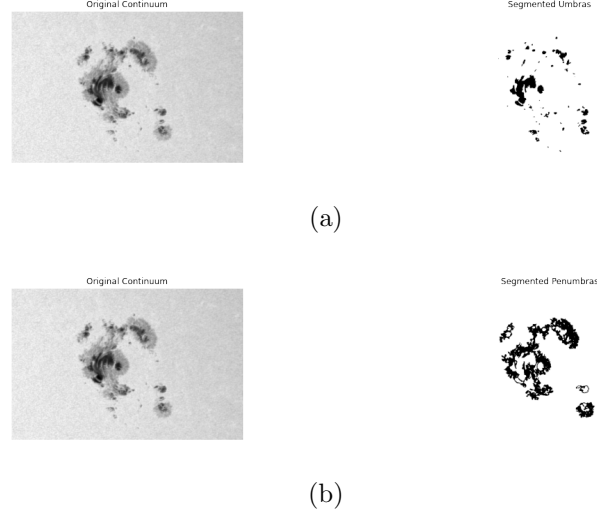 Original Continuum
Segmented Umbras
(a)
Original Continuum
Segmented Penumbras
(b)